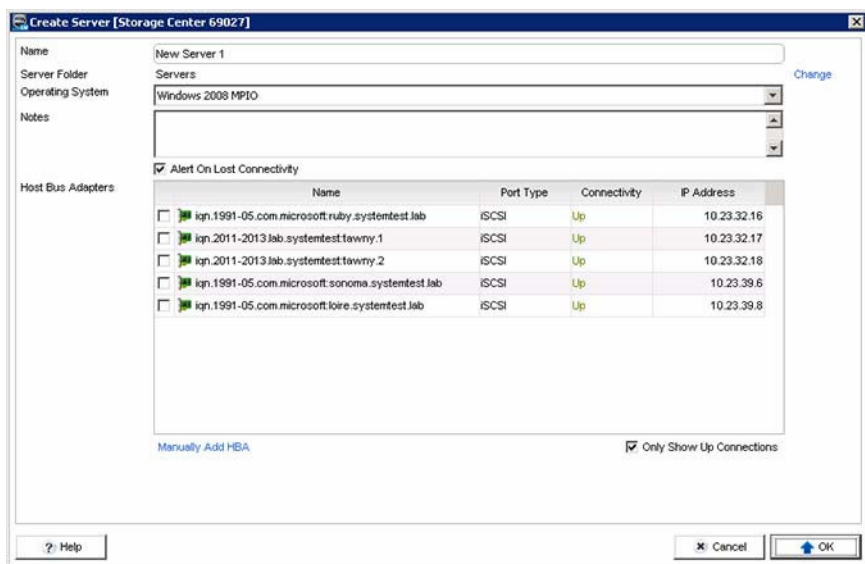 Create Server [Storage Center 69027]
Name New Server 1
Server Folder Servers Change
Operating System Windows 2008 MPIO
Notes
Alert On Lost Connectivity
Host Bus Adapters
Name Port Type Connectivity IP Address
iqn.1991-05.com.microsoft:ruby.systemtest.lab iSCSI Up 10.23.32.16
iqn.2011-2013.lab.systemtest:tawny.1 iSCSI Up 10.23.32.17
iqn.2011-2013.lab.systemtest:tawny.2 iSCSI Up 10.23.32.18
iqn.1991-05.com.microsoft:sonoma.systemtest.lab iSCSI Up 10.23.39.6
iqn.1991-05.com.microsoft:loire.systemtest.lab iSCSI Up 10.23.39.8
Manually Add HBA Only Show Up Connections
? Help Cancel OK